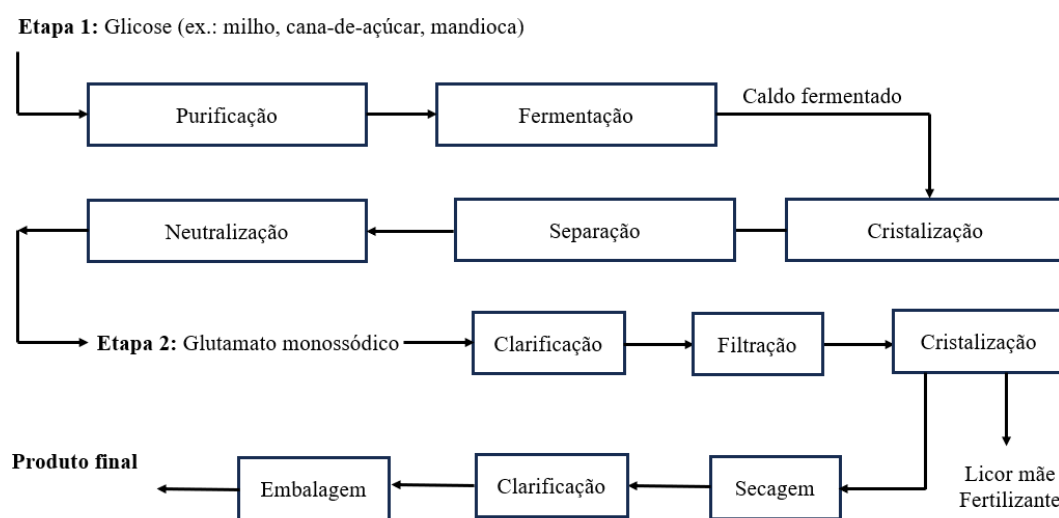 Etapa 1: Glicose (ex.: milho, cana-de-açúcar, mandioca)
Purificação
Fermentação
Caldo fermentado
Neutralização
Separação
Cristalização
Etapa 2: Glutamato monossódico
Clarificação
Filtração
Cristalização
Produto final
Embalagem
Clarificação
Secagem
Licor mãe
Fertilizante